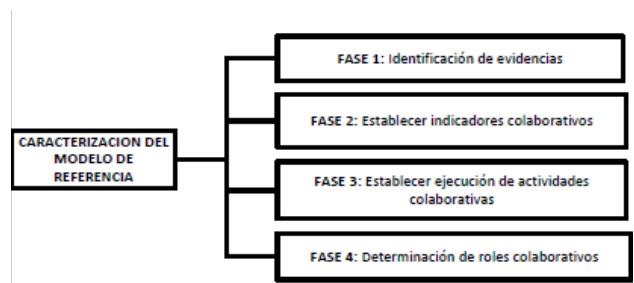 FASE 1: Identificación de evidencias
FASE 2: Establecer indicadores colaborativos
CARACTERIZACION DEL
MODELO DE
REFERENCIA
FASE 3: Establecer ejecución de actividades
colaborativas
FASE 4: Determinación de roles colaborativos